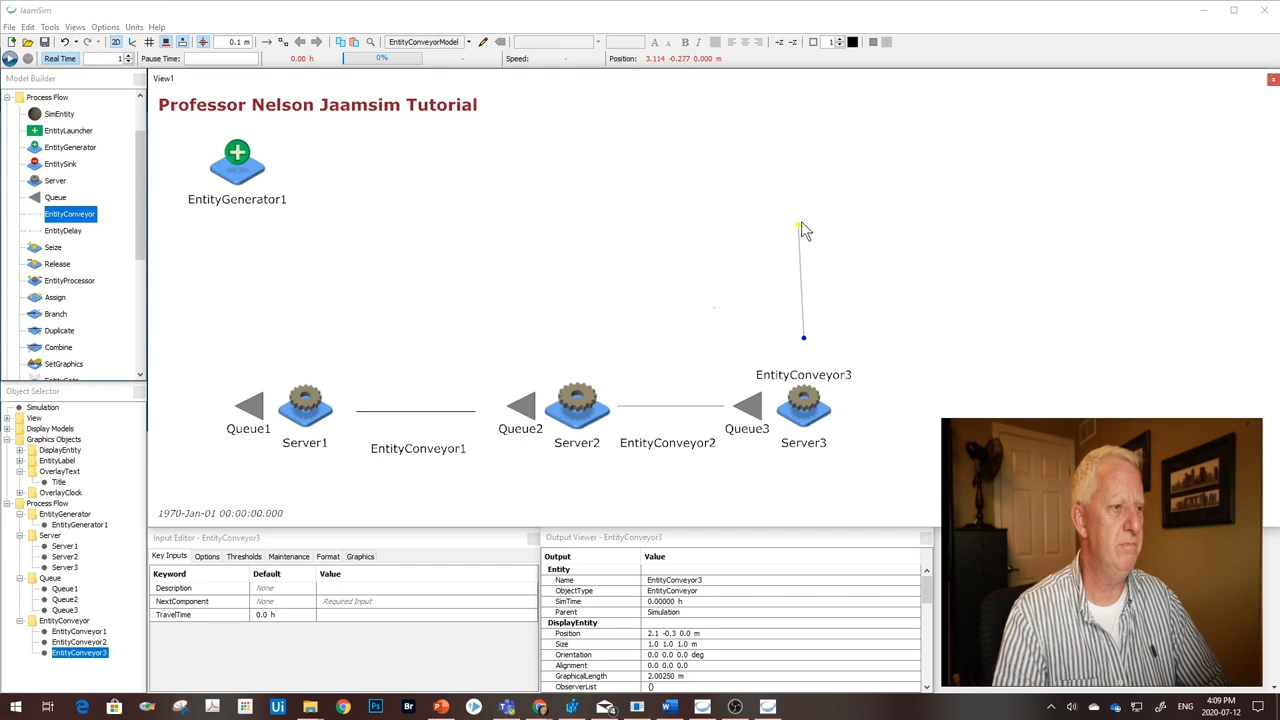 JaamSim
File Edit Tools Views Options Units Help
2D 0.1 m EntityConveyorModel A A B I +Z -Z 1
Real Time 1 Pause Time: 0.00 h 0% - Speed: - Position: 3.114 -0.277 0.000 m
Model Builder
Process Flow
SimEntity
EntityLauncher
EntityGenerator
EntitySink
Server
Queue
EntityConveyor
EntityDelay
Seize
Release
EntityProcessor
Assign
Branch
Duplicate
Combine
SetGraphics
Object Selector
Simulation
View
Display Models
Graphics Objects
DisplayEntity
EntityLabel
OverlayText
Title
OverlayClock
Process Flow
EntityGenerator
EntityGenerator1
Server
Server1
Server2
Server3
Queue
Queue1
Queue2
Queue3
EntityConveyor
EntityConveyor1
EntityConveyor2
EntityConveyor3
View1 x
Professor Nelson Jaamsim Tutorial
EntityGenerator1
EntityConveyor3
Queue1 Server1 EntityConveyor1 Queue2 Server2 EntityConveyor2 Queue3 Server3
1970-Jan-01 00:00:00.000
Input Editor - EntityConveyor3
Key Inputs Options Thresholds Maintenance Format Graphics
Keyword Default Value
Description None
NextComponent None Required Input
TravelTime 0.0 h
Output Viewer - EntityConveyor3
Output Value
Entity
Name EntityConveyor3
ObjectType EntityConveyor
SimTime 0.00000 h
Parent Simulation
DisplayEntity
Position 2.1 -0.3 0.0 m
Size 1.0 1.0 1.0 m
Orientation 0.0 0.0 0.0 deg
Alignment 0.0 0.0 0.0
GraphicalLength 2.00250 m
ObserverList {}
Ui Br Ps ENG 4:09 PM
2020-07-12